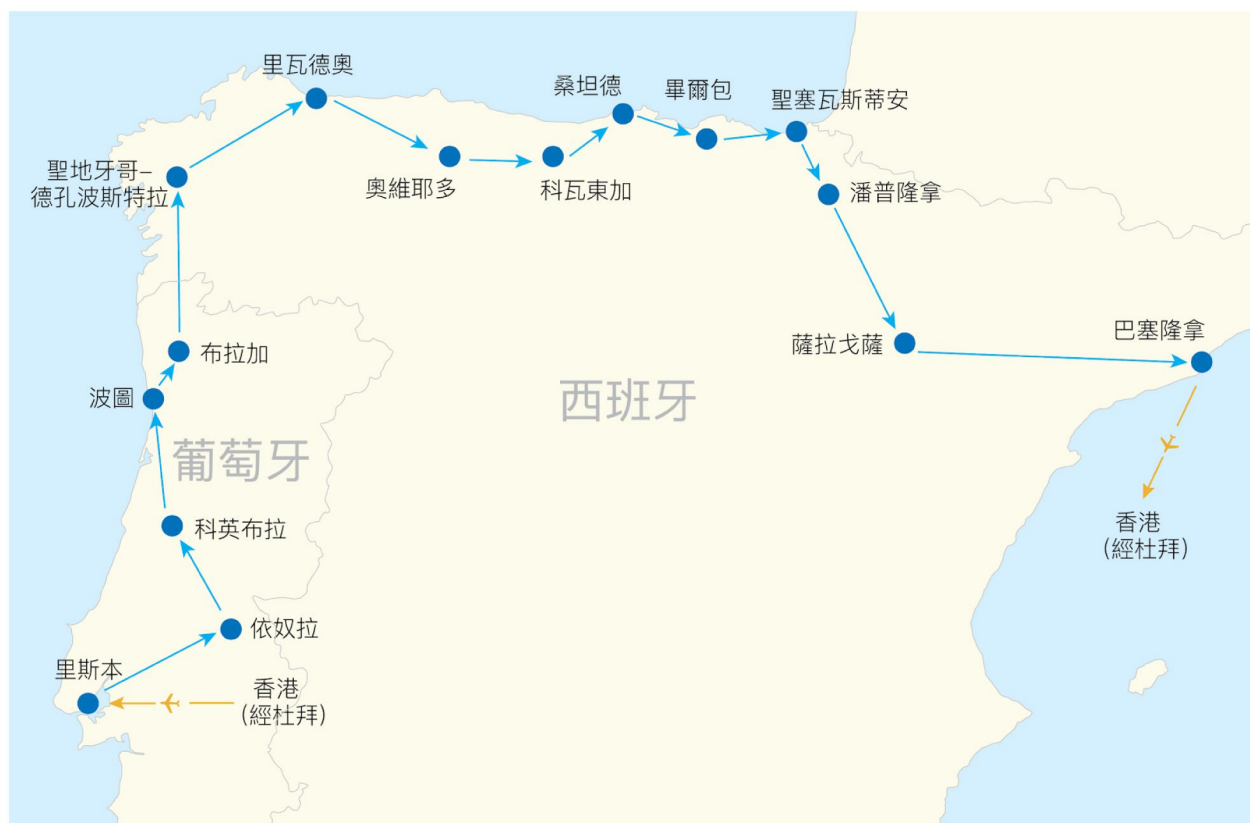 里瓦德奧
桑坦德
畢爾包
聖塞瓦斯蒂安
聖地牙哥–
德孔波斯特拉
奧維耶多
科瓦東加
潘普隆拿
布拉加
薩拉戈薩
巴塞隆拿
波圖
西班牙
葡萄牙
科英布拉
香港
(經杜拜)
依奴拉
里斯本
香港
(經杜拜)